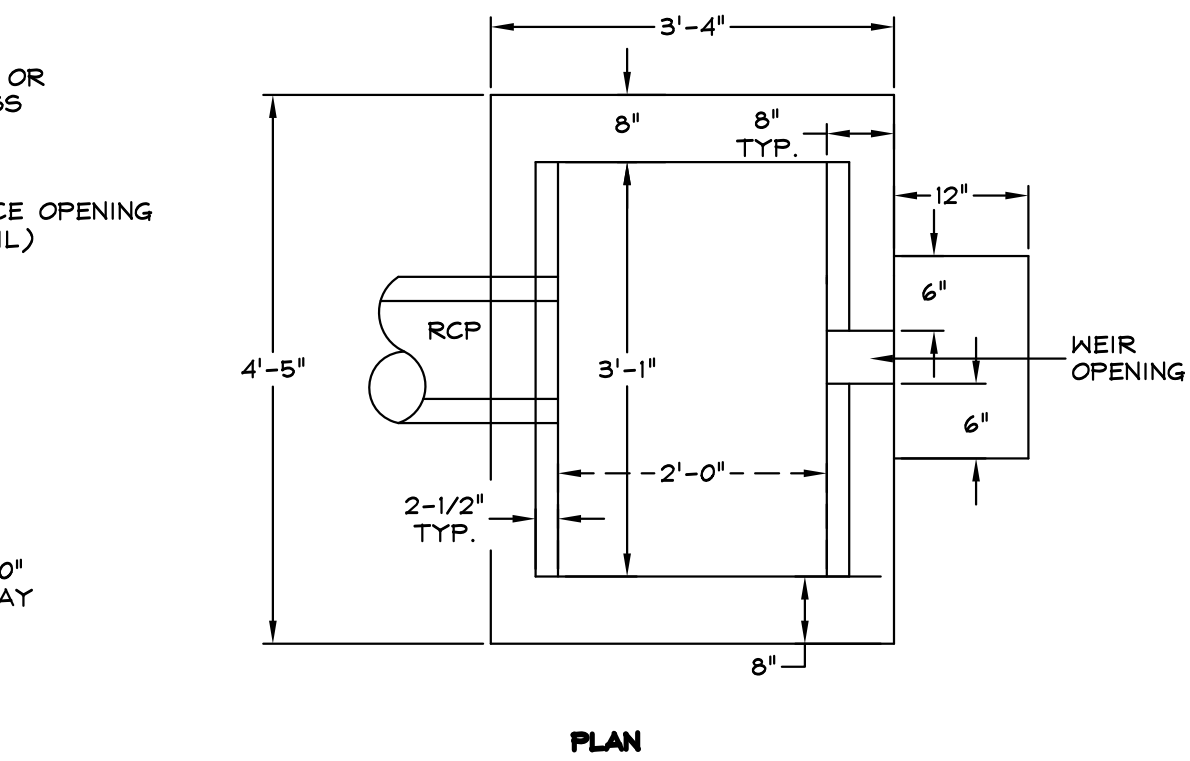 3'-4"
OR
8"
8"
TYP.
12"
CE OPENING
6"
RCP
WEIR
OPENING
4'-5"
3'-1"
6"
2'-0"
2-1/2"
TYP.
0"
AY
8"
PLAN